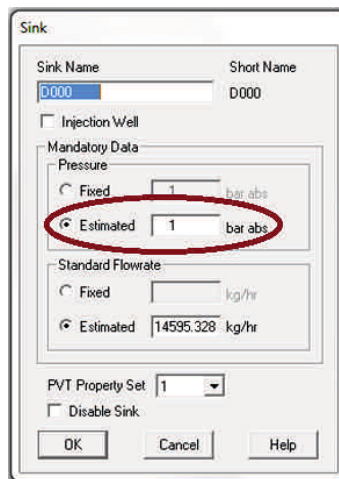 Sink
Sink Name Short Name
D000 D000
Injection Well
Mandatory Data
Pressure
Fixed 1 bar abs
Estimated 1 bar abs
Standard Flowrate
Fixed kg/hr
Estimated 14595.328 kg/hr
PVT Property Set 1
Disable Sink
OK Cancel Help